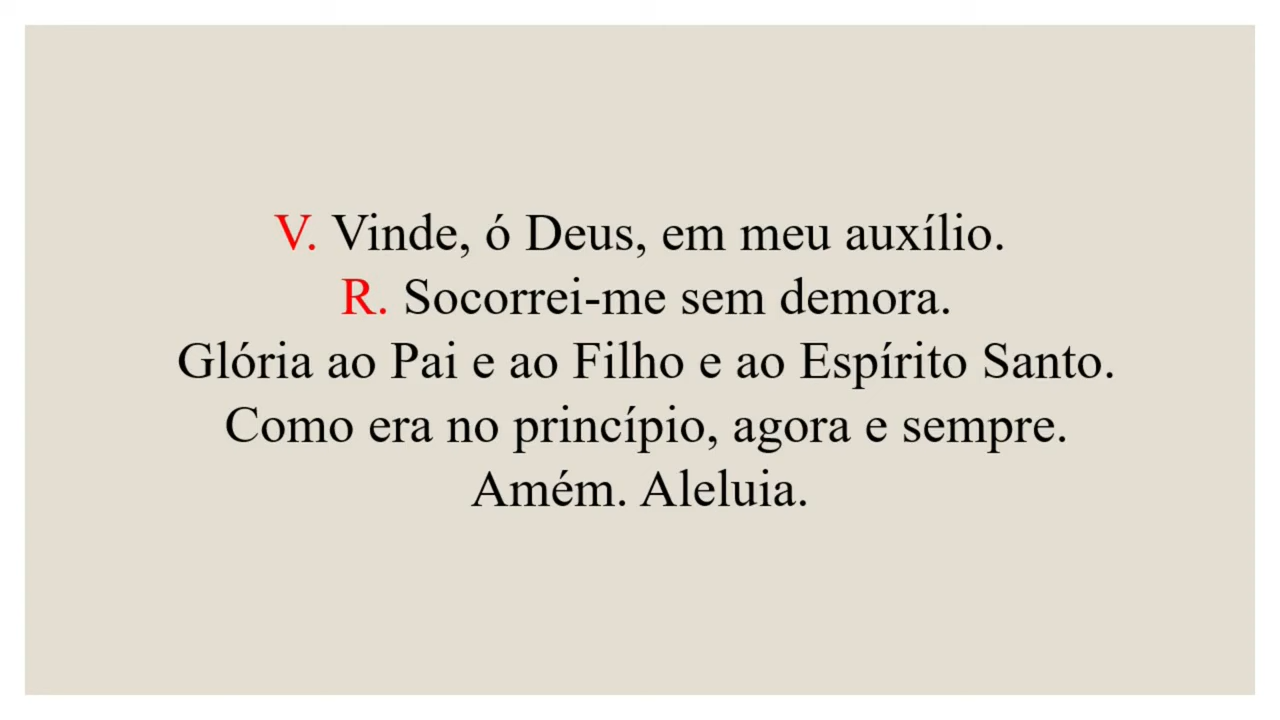 V. Vinde, ó Deus, em meu auxílio.
R. Socorrei-me sem demora.
Glória ao Pai e ao Filho e ao Espírito Santo.
Como era no princípio, agora e sempre.
Amém. Aleluia.